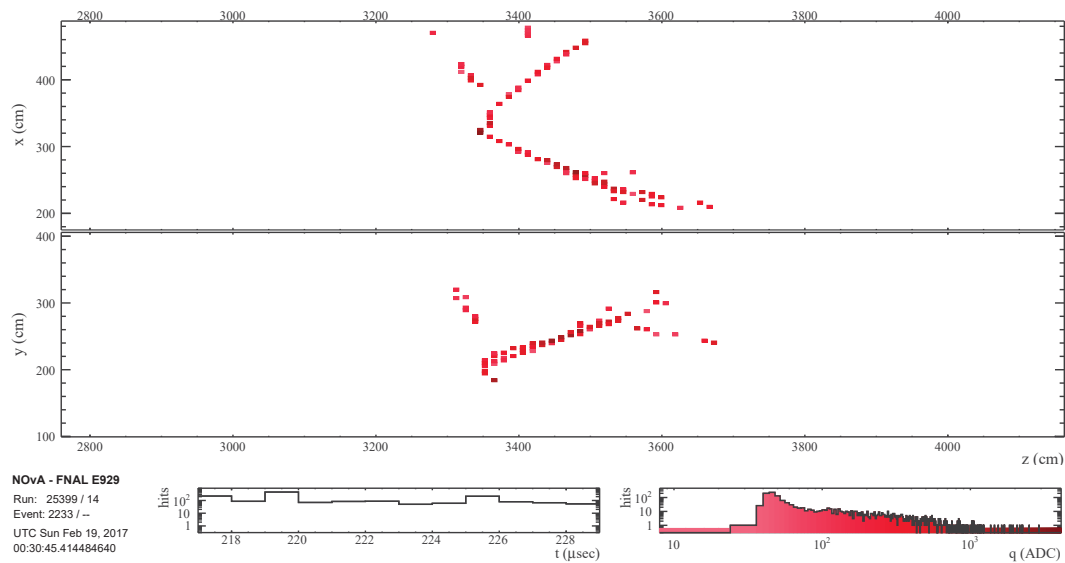 2800 3000 3200 3400 3600 3800 4000
400
300
200
x (cm)
400
300
200
100
y (cm)
2800 3000 3200 3400 3600 3800 4000
z (cm)
NOvA - FNAL E929
Run: 25399 / 14
Event: 2233 / --
UTC Sun Feb 19, 2017
00:30:45.414484640
hits
10²
10
1
218 220 222 224 226 228
t (μsec)
hits
10²
10
1
10 10² 10³
q (ADC)